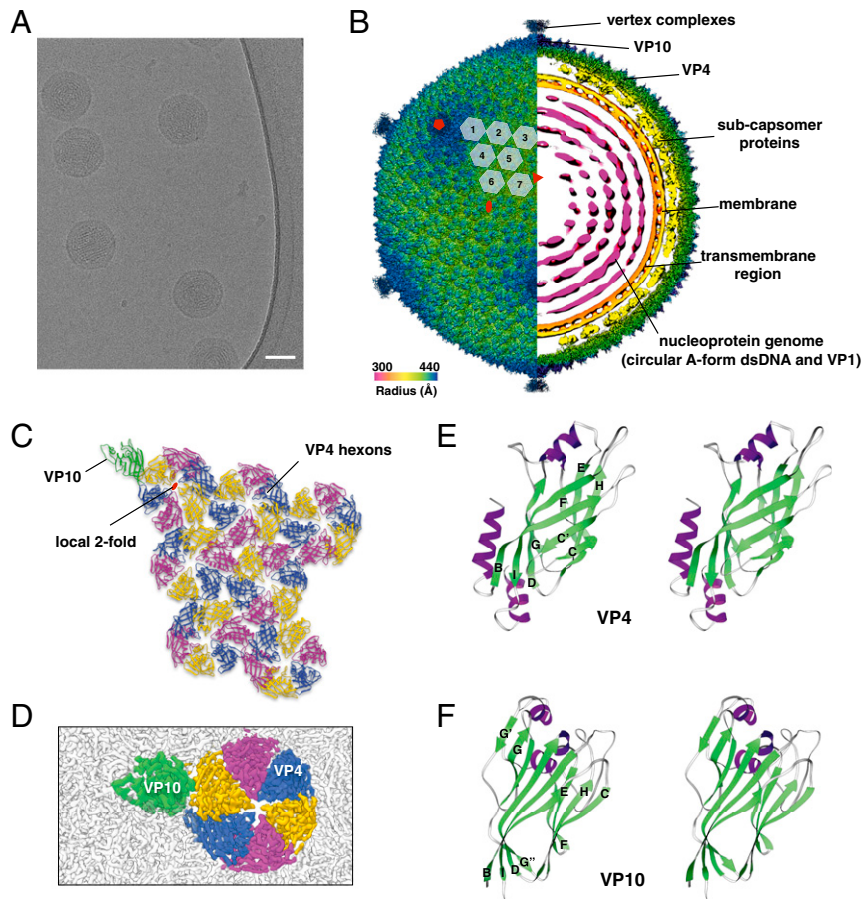 A
B
vertex complexes
VP10
VP4
sub-capsomer
proteins
membrane
transmembrane
region
nucleoprotein genome
(circular A-form dsDNA and VP1)
1
2
3
4
5
6
7
300
440
Radius (Å)
C
VP10
VP4 hexons
local 2-fold
D
VP10
VP4
E
E
H
F
G
C'
C
B
I
D
VP4
F
G'
G
E
H
C
F
B
I
D
G''
VP10